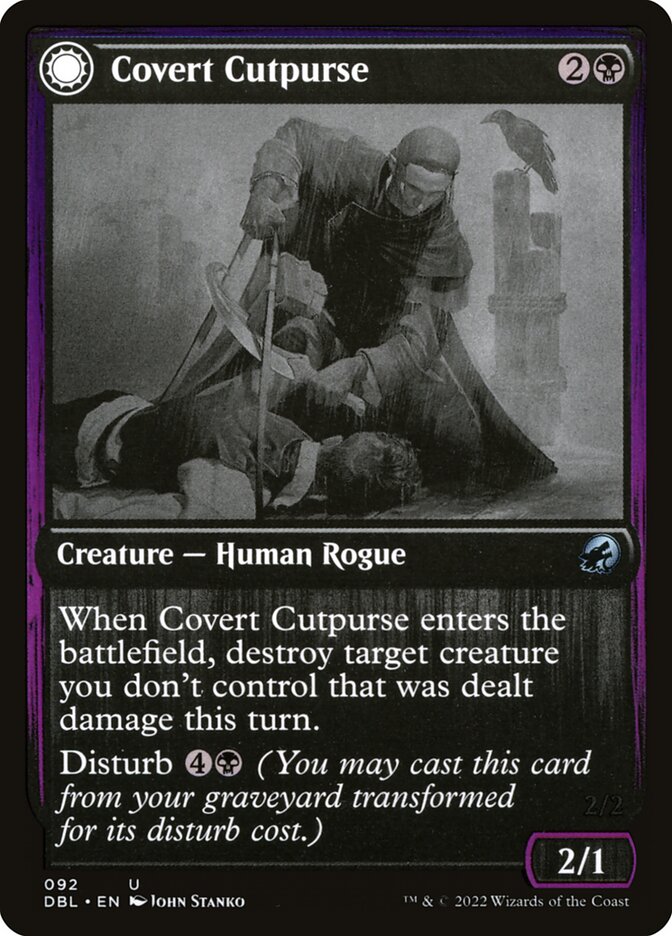 Covert Cutpurse 2
Creature — Human Rogue
When Covert Cutpurse enters the
battlefield, destroy target creature
you don't control that was dealt
damage this turn.
Disturb 4 (You may cast this card
from your graveyard transformed
for its disturb cost.)
2/2
2/1
092 U
DBL • EN John Stanko
™ & © 2022 Wizards of the Coast